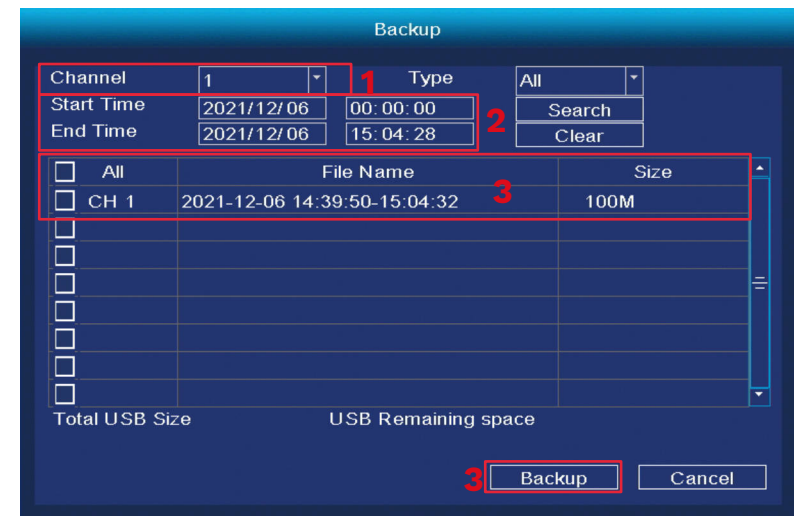 Backup
Channel 1 1 Type All
Start Time 2021/12/06 00:00:00 2 Search
End Time 2021/12/06 15:04:28 Clear
All File Name Size
CH 1 2021-12-06 14:39:50-15:04:32 3 100M
Total USB Size USB Remaining space
3 Backup Cancel